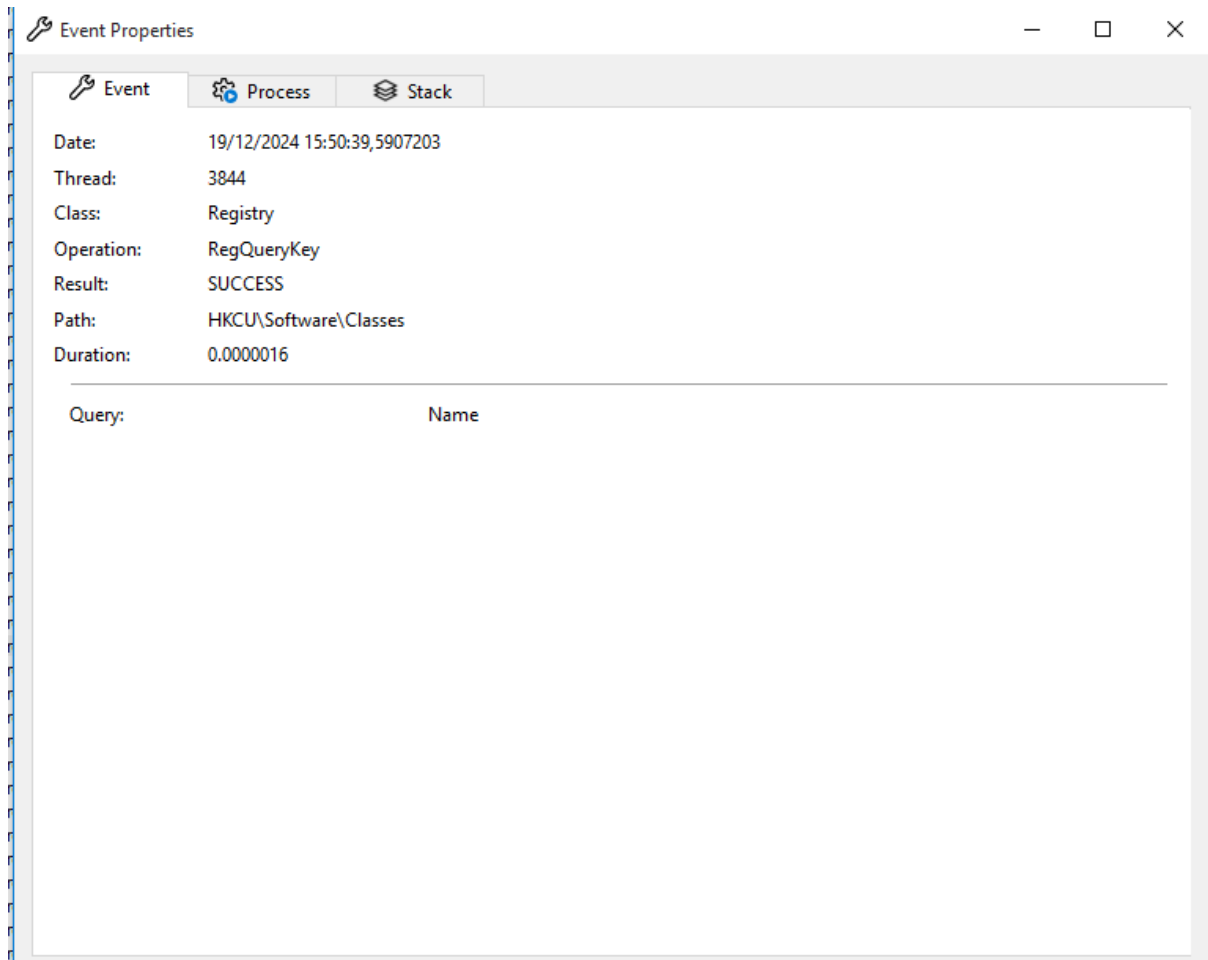 Event Properties
Event Process Stack
Date: 19/12/2024 15:50:39,5907203
Thread: 3844
Class: Registry
Operation: RegQueryKey
Result: SUCCESS
Path: HKCU\Software\Classes
Duration: 0.0000016
Query: Name